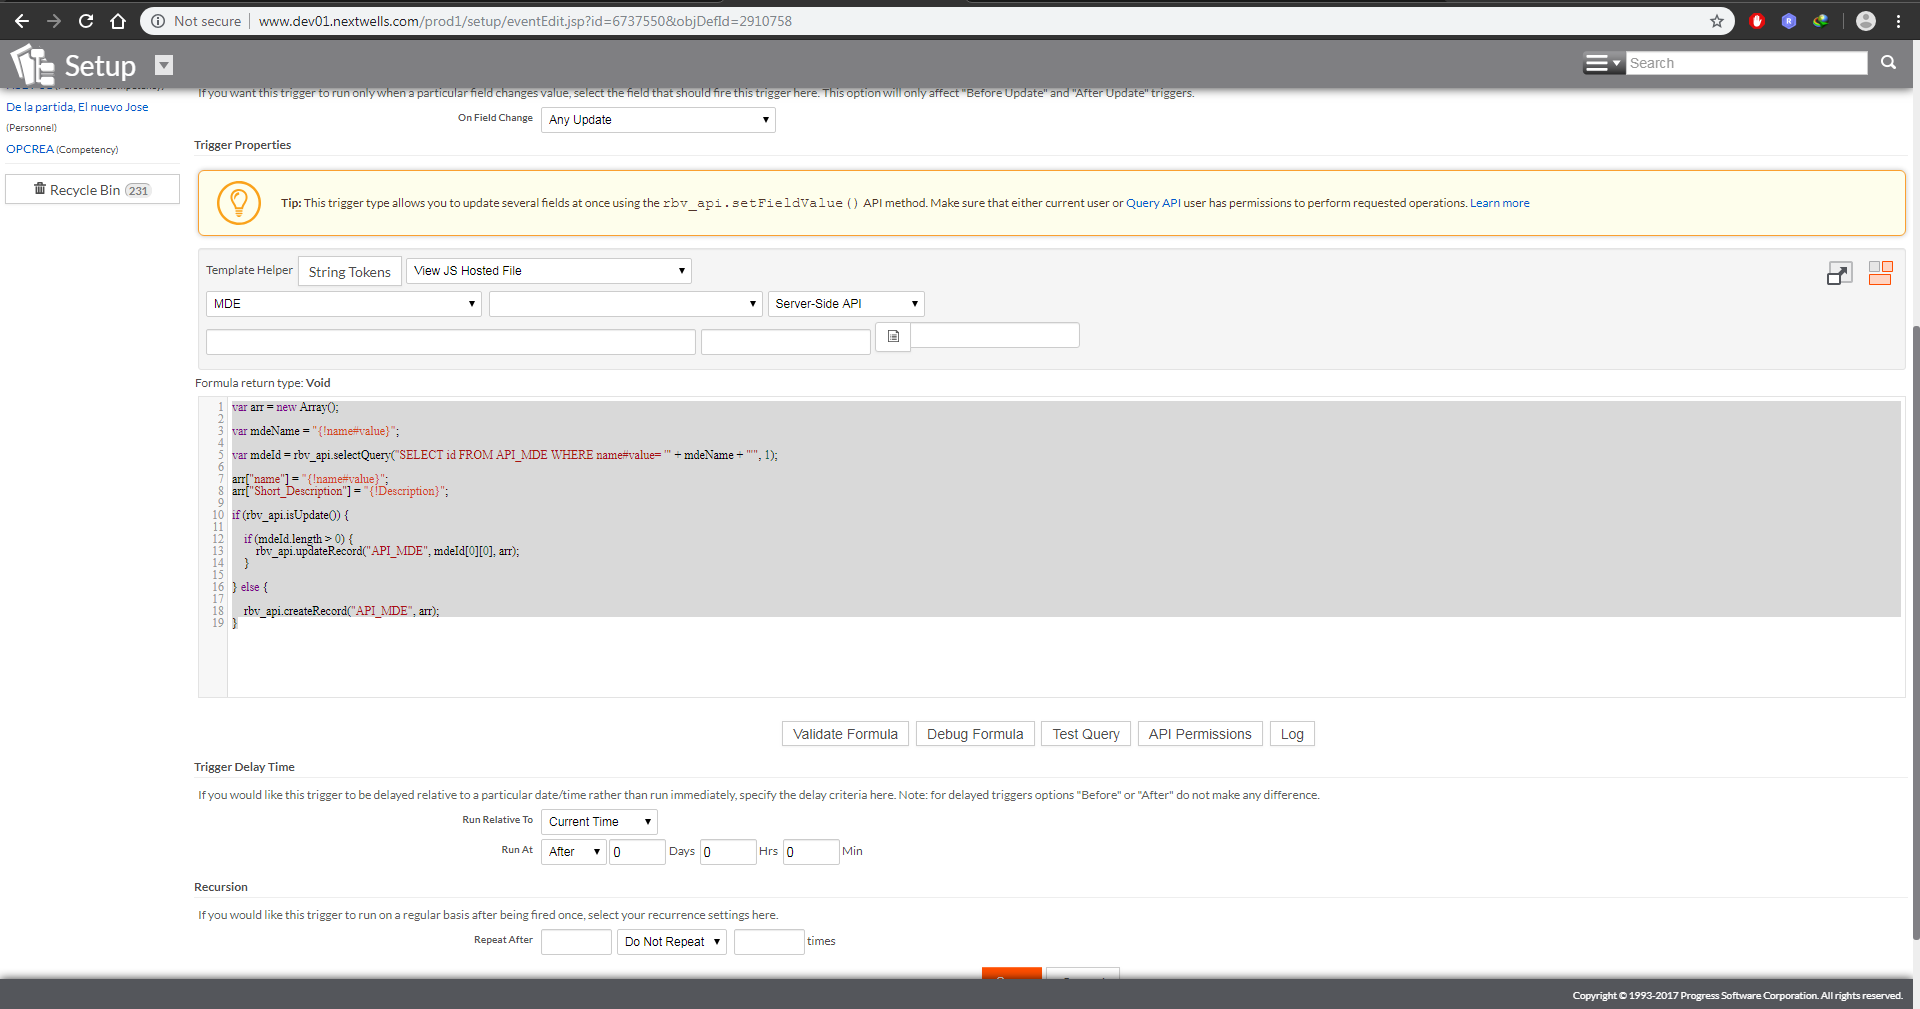 Not secure | www.dev01.nextwells.com/prod1/setup/eventEdit.jsp?id=6737550&objDefId=2910758
Setup
Search
De la partida, El nuevo Jose
(Personnel)
OPCREA (Competency)
Recycle Bin 231
If you want this trigger to run only when a particular field changes value, select the field that should fire this trigger here. This option will only affect "Before Update" and "After Update" triggers.
On Field Change Any Update
Trigger Properties
Tip: This trigger type allows you to update several fields at once using the rbv_api.setFieldValue() API method. Make sure that either current user or Query API user has permissions to perform requested operations. Learn more
Template Helper String Tokens View JS Hosted File
MDE Server-Side API
Formula return type: Void
1 var arr = new Array();
2
3 var mdeName = "{!name#value}";
4
5 var mdeId = rbv_api.selectQuery("SELECT id FROM API_MDE WHERE name#value= '" + mdeName + "'", 1);
6
7 arr["name"] = "{!name#value}";
8 arr["Short_Description"] = "{!Description}";
9
10 if (rbv_api.isUpdate()) {
11
12 if (mdeId.length > 0) {
13 rbv_api.updateRecord("API_MDE", mdeId[0][0], arr);
14 }
15
16 } else {
17
18 rbv_api.createRecord("API_MDE", arr);
19 }
Validate Formula Debug Formula Test Query API Permissions Log
Trigger Delay Time
If you would like this trigger to be delayed relative to a particular date/time rather than run immediately, specify the delay criteria here. Note: for delayed triggers options "Before" or "After" do not make any difference.
Run Relative To Current Time
Run At After 0 Days 0 Hrs 0 Min
Recursion
If you would like this trigger to run on a regular basis after being fired once, select your recurrence settings here.
Repeat After Do Not Repeat times
Copyright © 1993-2017 Progress Software Corporation. All rights reserved.